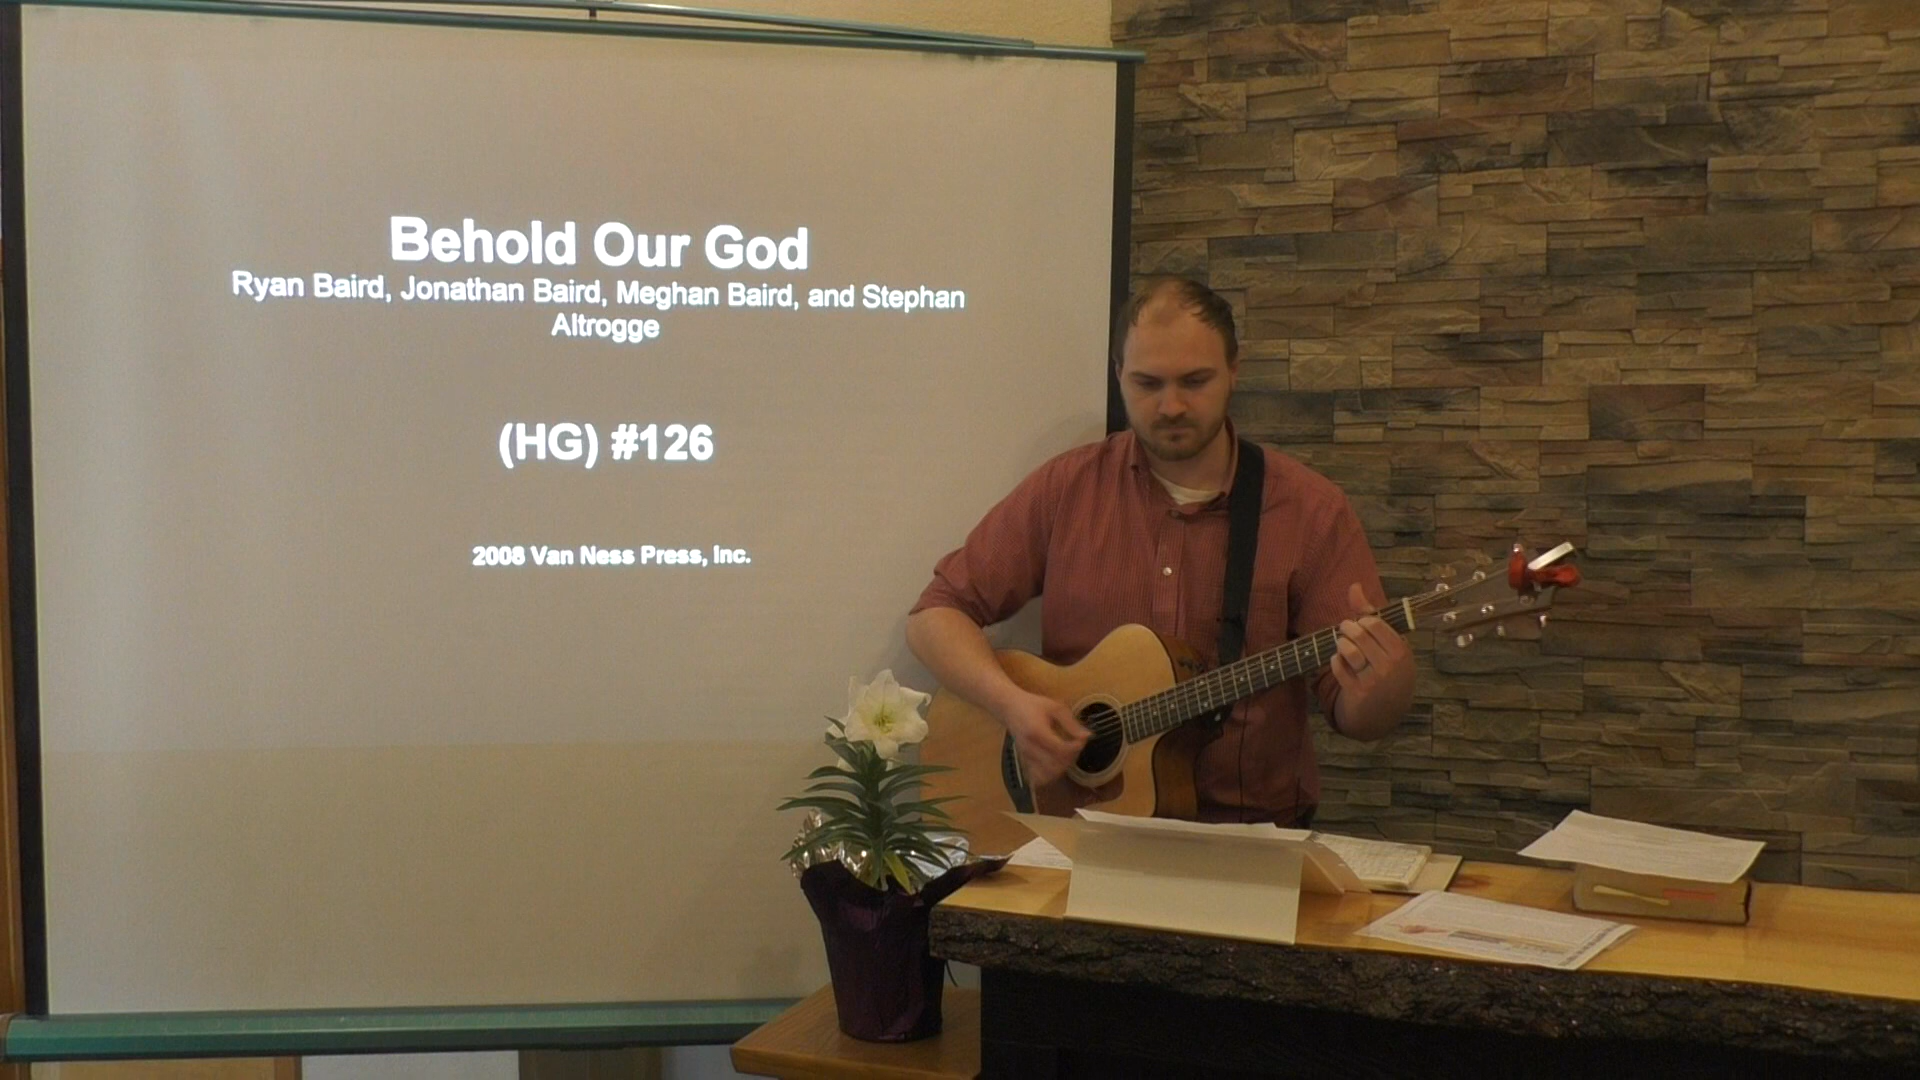 Behold Our God
Ryan Baird, Jonathan Baird, Meghan Baird, and Stephan
Altrogge
(HG) #126
2008 Van Ness Press, Inc.